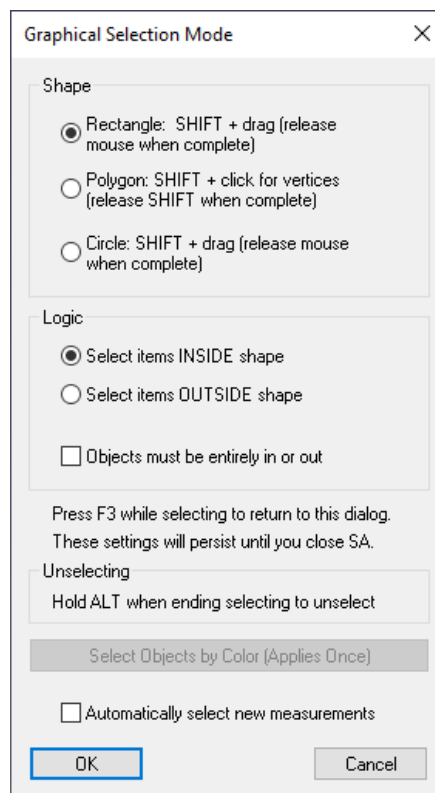 Graphical Selection Mode
Shape
Rectangle:  SHIFT + drag (release
mouse when complete)
Polygon: SHIFT + click for vertices
(release SHIFT when complete)
Circle: SHIFT + drag (release mouse
when complete)
Logic
Select items INSIDE shape
Select items OUTSIDE shape
Objects must be entirely in or out
Press F3 while selecting to return to this dialog.
These settings will persist until you close SA.
Unselecting
Hold ALT when ending selecting to unselect
Select Objects by Color (Applies Once)
Automatically select new measurements
OK
Cancel